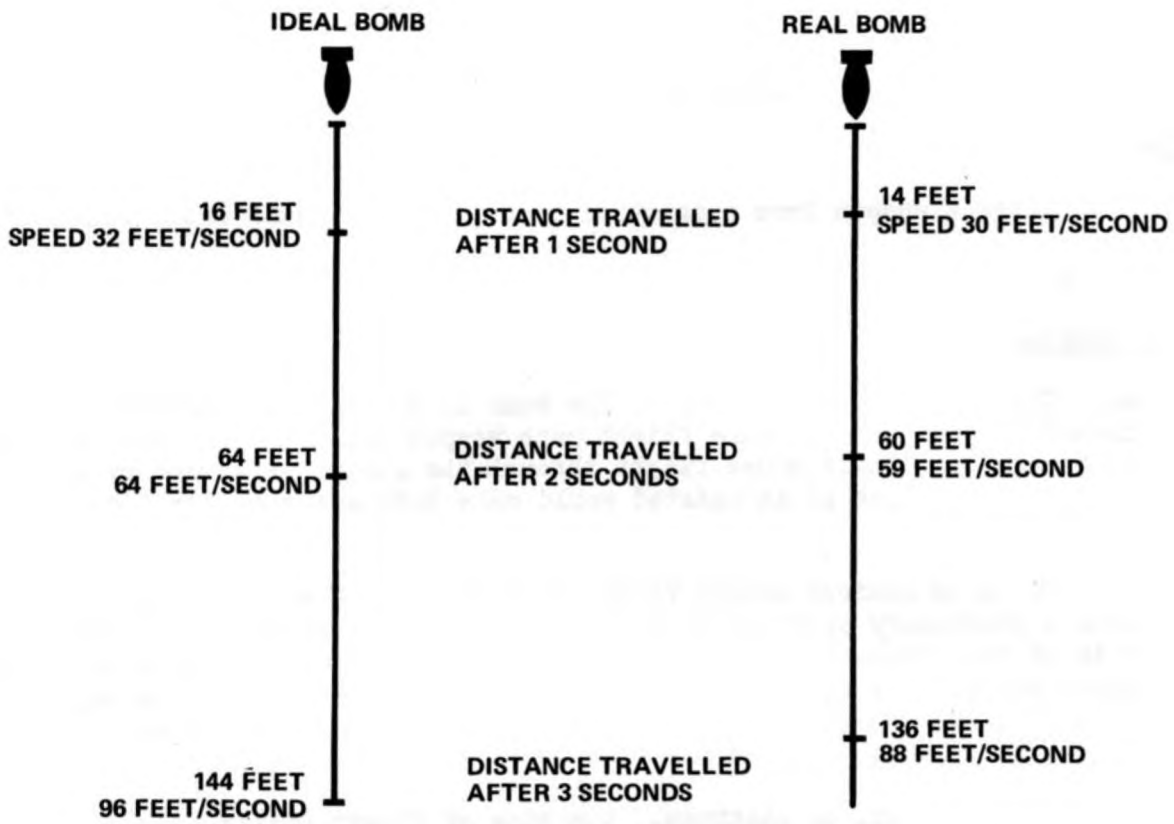 IDEAL BOMB
REAL BOMB
16 FEET
SPEED 32 FEET/SECOND
DISTANCE TRAVELLED
AFTER 1 SECOND
14 FEET
SPEED 30 FEET/SECOND
64 FEET
64 FEET/SECOND
DISTANCE TRAVELLED
AFTER 2 SECONDS
60 FEET
59 FEET/SECOND
144 FEET
96 FEET/SECOND
DISTANCE TRAVELLED
AFTER 3 SECONDS
136 FEET
88 FEET/SECOND